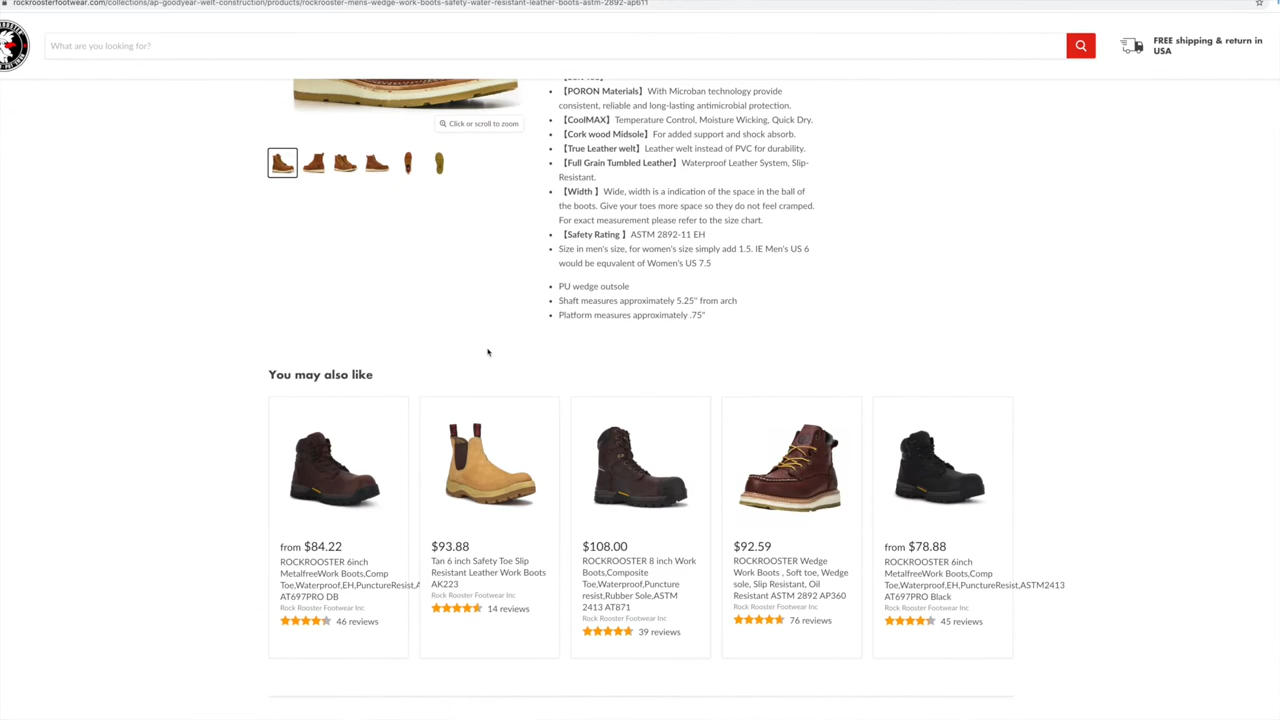 rockroosterfootwear.com/collections/ap-goodyear-welt-construction/products/rockrooster-mens-wedge-work-boots-safety-water-resistant-leather-boots-astm-2892-ap611
What are you looking for?
FREE shipping & return in
USA
Click or scroll to zoom
• 【PORON Materials】With Microban technology provide
consistent, reliable and long-lasting antimicrobial protection.
• 【CoolMAX】Temperature Control, Moisture Wicking, Quick Dry.
• 【Cork wood Midsole】For added support and shock absorb.
• 【True Leather welt】Leather welt instead of PVC for durability.
• 【Full Grain Tumbled Leather】Waterproof Leather System, Slip-
Resistant.
• 【Width 】Wide, width is a indication of the space in the ball of
the boots. Give your toes more space so they do not feel cramped.
For exact measurement please refer to the size chart.
• 【Safety Rating 】ASTM 2892-11 EH
• Size in men's size, for women's size simply add 1.5. IE Men's US 6
would be equvalent of Women's US 7.5
• PU wedge outsole
• Shaft measures approximately 5.25" from arch
• Platform measures approximately .75"
You may also like
from $84.22
ROCKROOSTER 6inch
MetalfreeWork Boots,Comp
Toe,Waterproof,EH,PunctureResist,A
AT697PRO DB
Rock Rooster Footwear Inc
46 reviews
$93.88
Tan 6 inch Safety Toe Slip
Resistant Leather Work Boots
AK223
Rock Rooster Footwear Inc
14 reviews
$108.00
ROCKROOSTER 8 inch Work
Boots,Composite
Toe,Waterproof,Puncture
resist,Rubber Sole,ASTM
2413 AT871
Rock Rooster Footwear Inc
39 reviews
$92.59
ROCKROOSTER Wedge
Work Boots , Soft toe, Wedge
sole, Slip Resistant, Oil
Resistant ASTM 2892 AP360
Rock Rooster Footwear Inc
76 reviews
from $78.88
ROCKROOSTER 6inch
MetalfreeWork Boots,Comp
Toe,Waterproof,EH,PunctureResist,ASTM2413
AT697PRO Black
Rock Rooster Footwear Inc
45 reviews